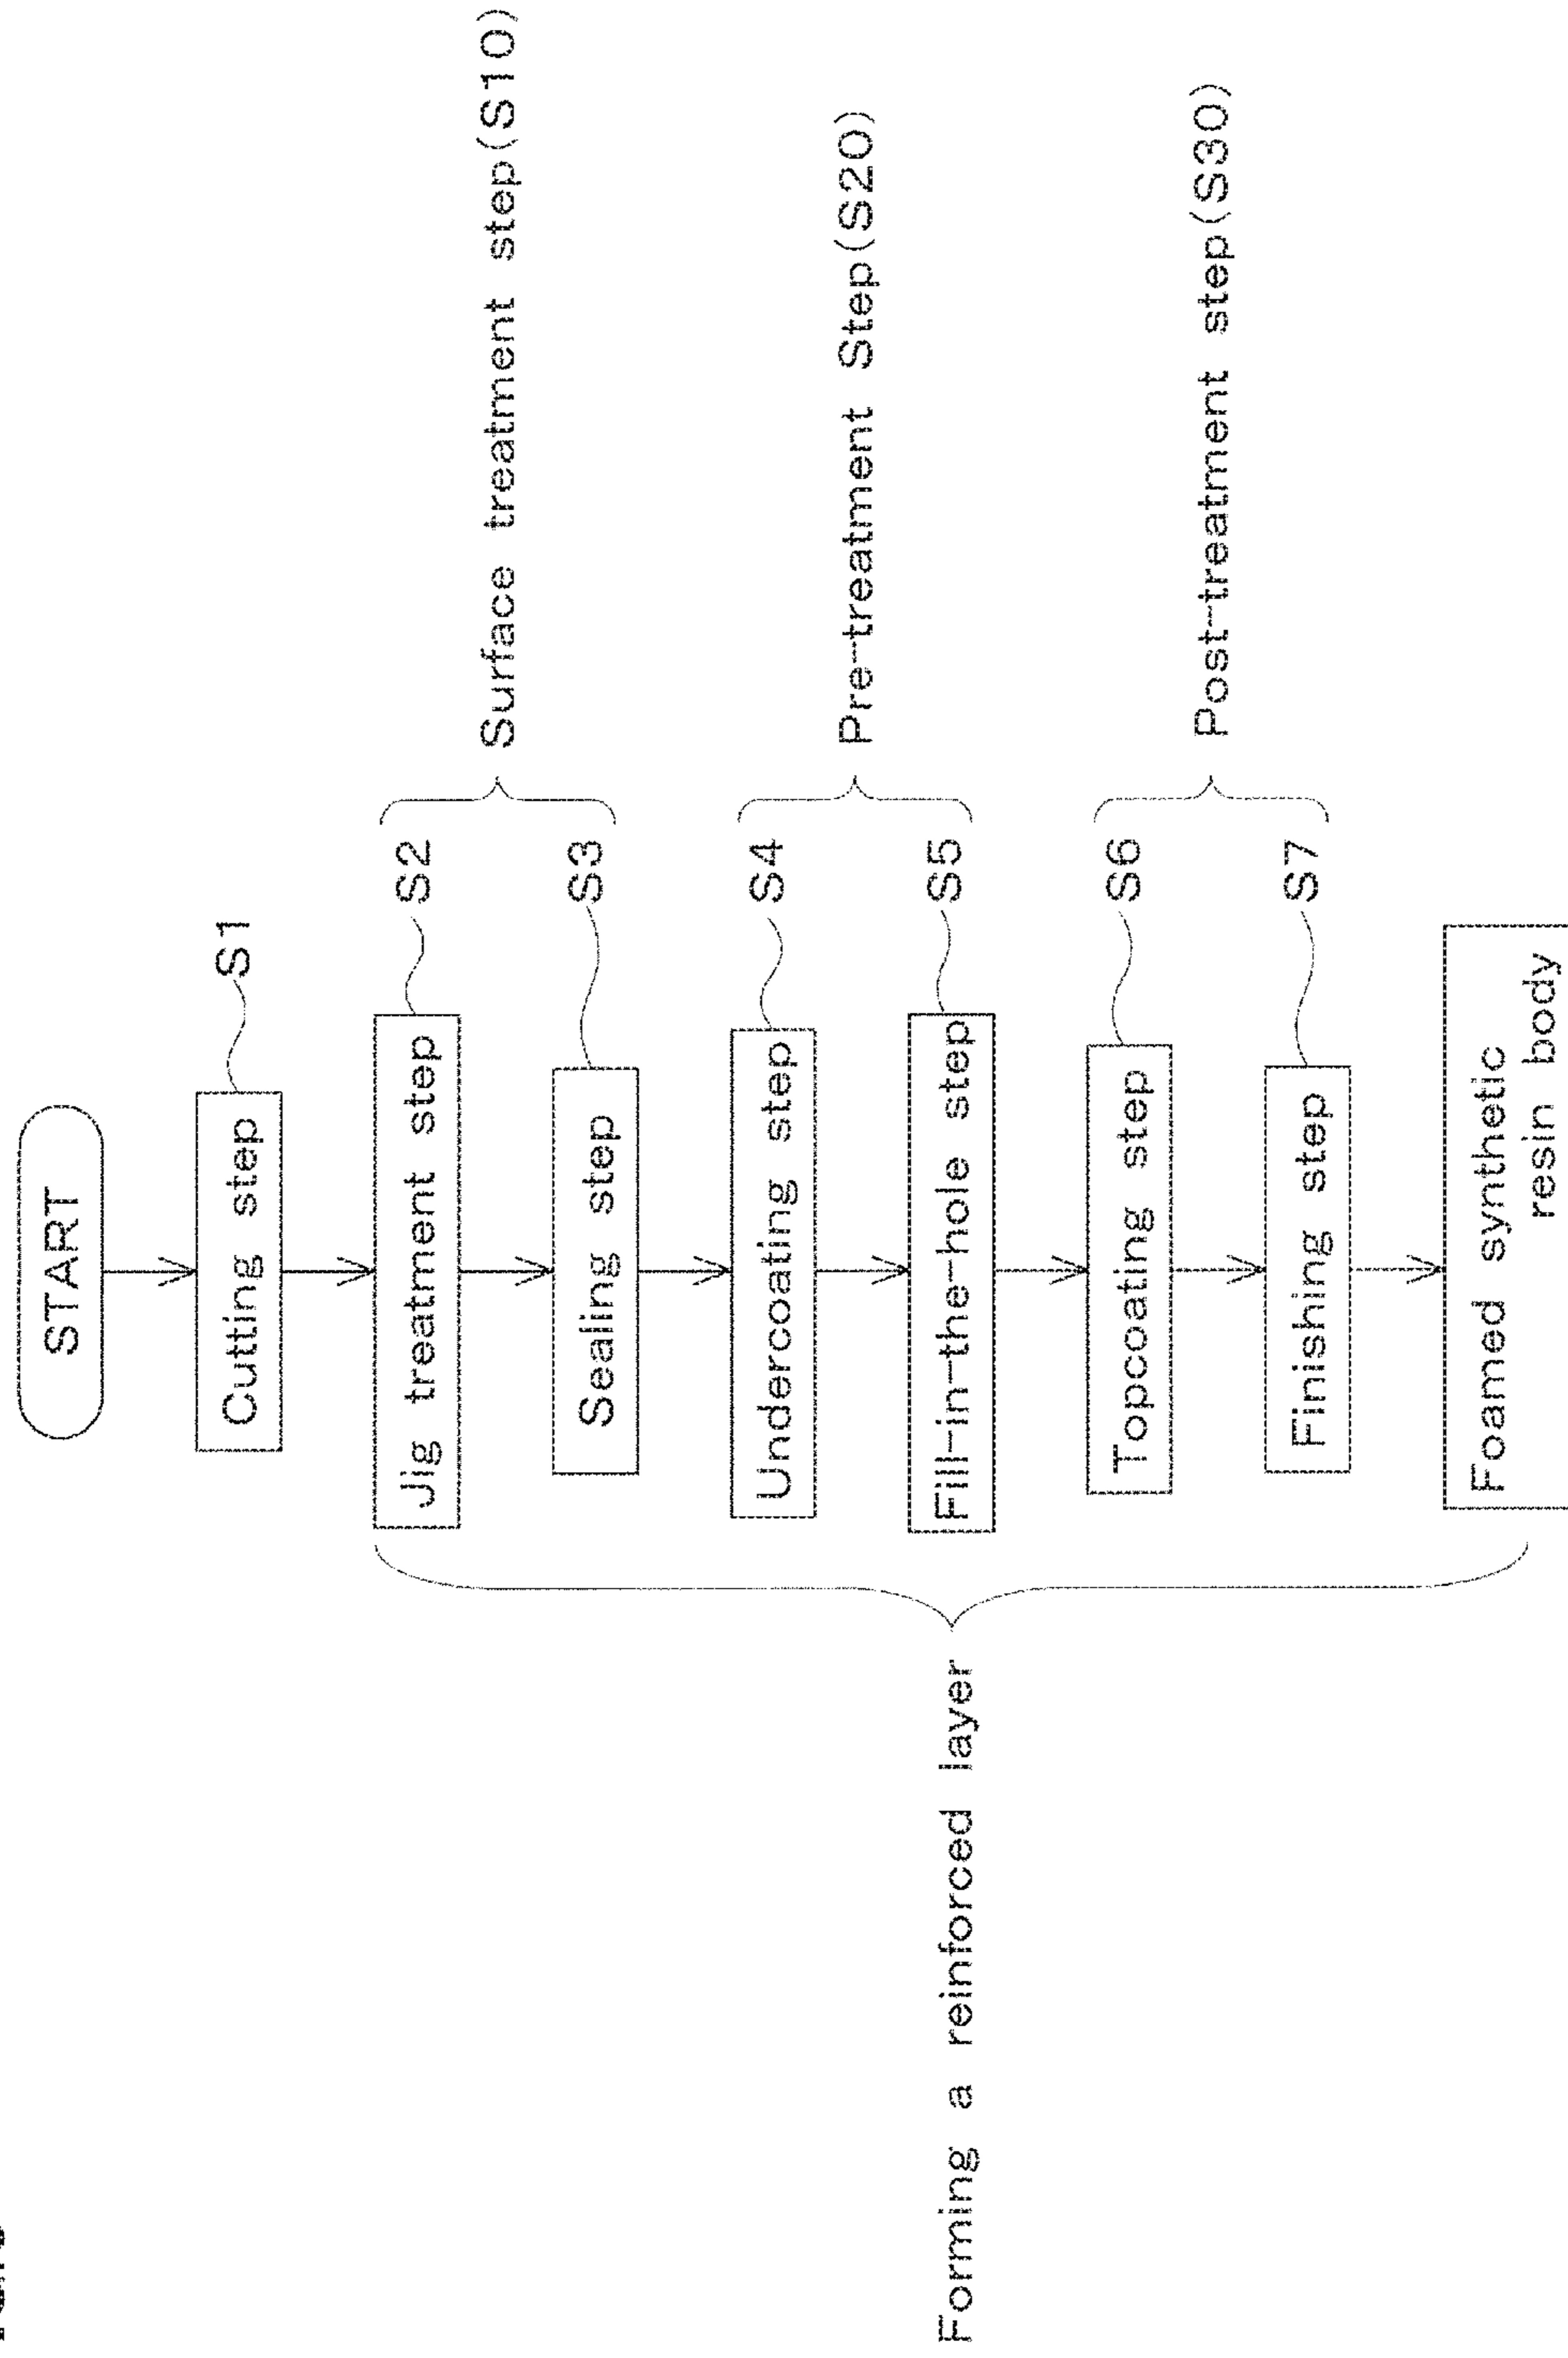 START
Cutting step
S1
Jig treatment step
S2
Surface treatment step(S10)
Sealing step
S3
Undercoating step
S4
Pre-treatment Step(S20)
Fill-in-the-hole step
S5
Forming a reinforced layer
Topcoating step
S6
Post-treatment step(S30)
Finishing step
S7
Foamed synthetic
resin body